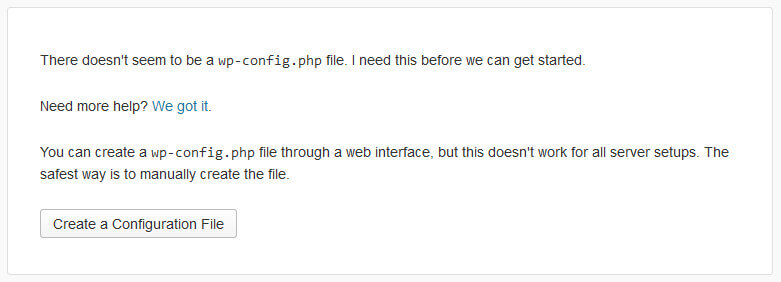 There doesn't seem to be a wp-config.php file. I need this before we can get started.
Need more help? We got it.
You can create a wp-config.php file through a web interface, but this doesn't work for all server setups. The
safest way is to manually create the file.
Create a Configuration File